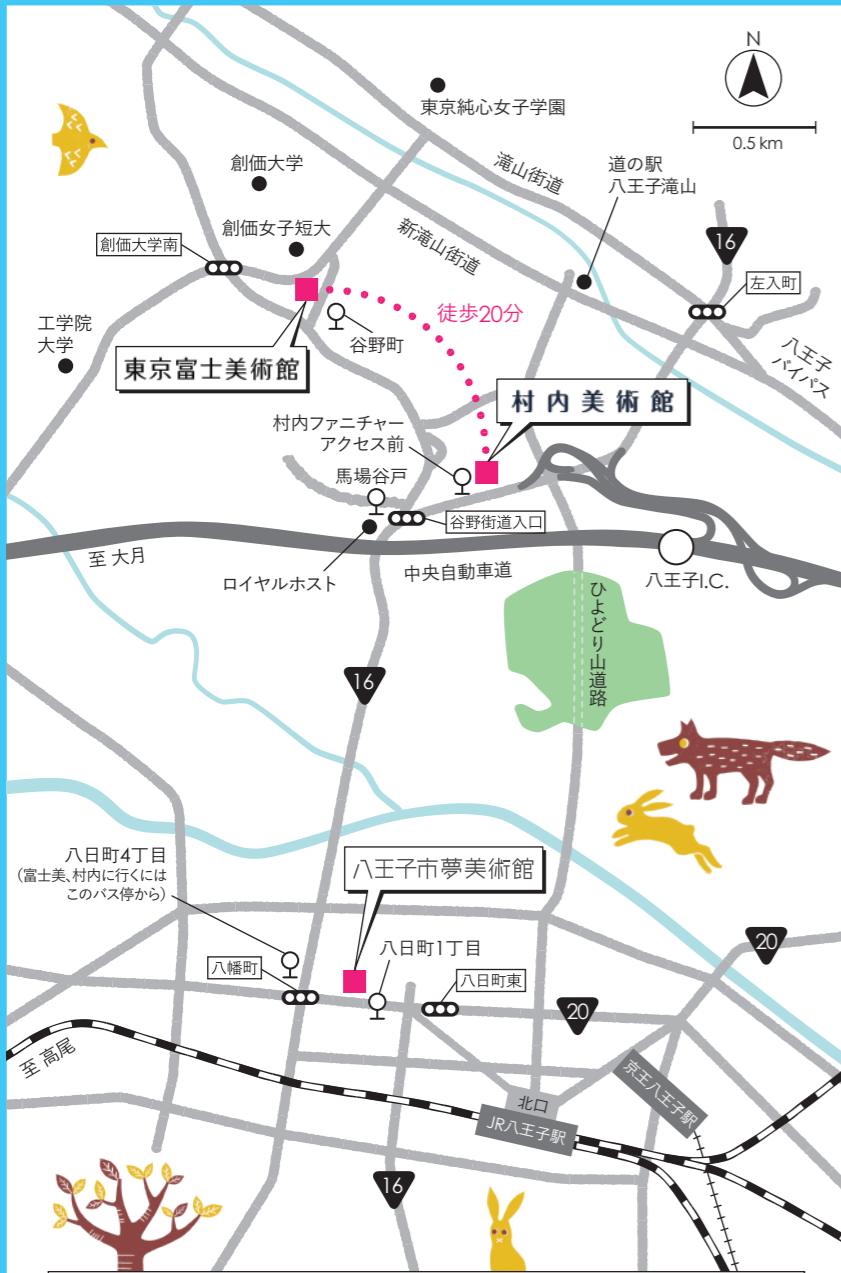 N
0.5 km
東京純心女子学園
滝山街道
道の駅
八王子滝山
創価大学
16
創価女子短大
新滝山街道
創価大学南
左入町
徒歩20分
谷野町
工学院
大学
八王子
バイパス
東京富士美術館
村内美術館
村内ファニチャー
アクセス前
馬場谷戸
谷野街道入口
至 大月
中央自動車道
八王子I.C.
ロイヤルホスト
ひよどり山道路
16
八日町4丁目
(富士美、村内に行くには
このバス停から)
八王子市夢美術館
八日町1丁目
20
八幡町
八日町東
20
至 高尾
京王八王子駅
北口
JR八王子駅
16